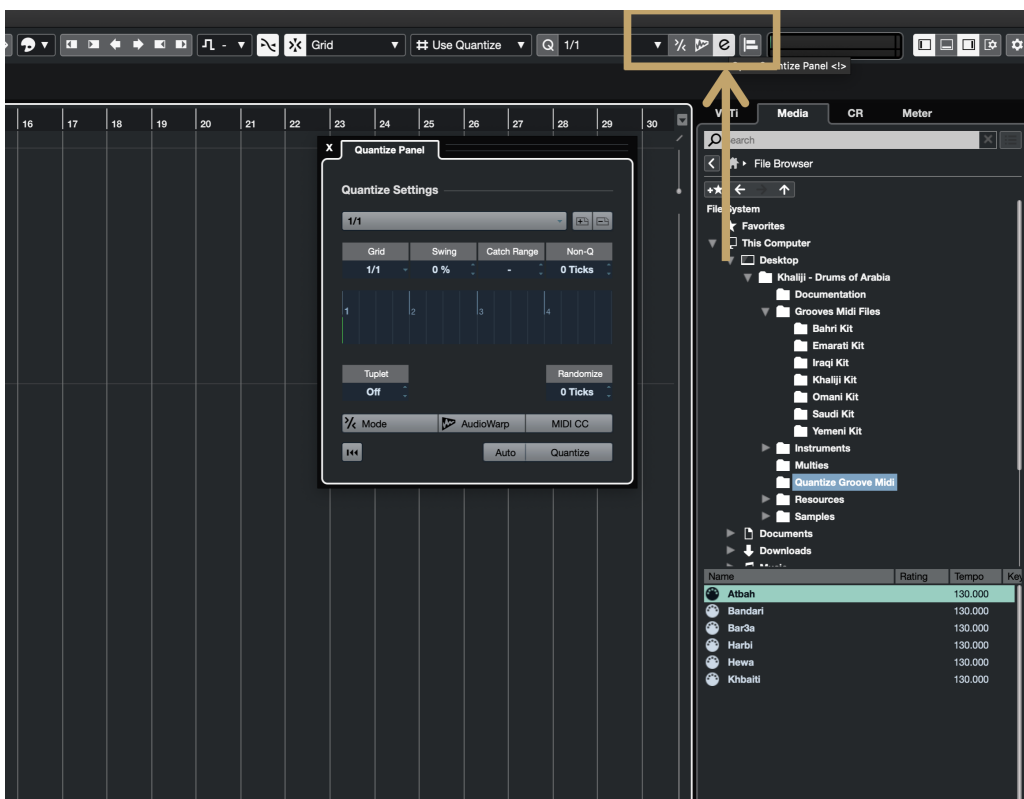 Grid
Use Quantize
Q 1/1
Quantize Panel <!>
VSTi Media CR Meter
Search
File Browser
16 17 18 19 20 21 22 23 24 25 26 27 28 29 30
X Quantize Panel
Quantize Settings
1/1
Grid Swing Catch Range Non-Q
1/1 0 % - 0 Ticks
1 2 3 4
Tuplet Randomize
Off 0 Ticks
Mode AudioWarp MIDI CC
Auto Quantize
File System
Favorites
This Computer
Desktop
Khaliji - Drums of Arabia
Documentation
Grooves Midi Files
Bahri Kit
Emarati Kit
Iraqi Kit
Khaliji Kit
Omani Kit
Saudi Kit
Yemeni Kit
Instruments
Multies
Quantize Groove Midi
Resources
Samples
Documents
Downloads
Name Rating Tempo Key
Atbah 130.000
Bandari 130.000
Bar3a 130.000
Harbi 130.000
Hewa 130.000
Khbaiti 130.000